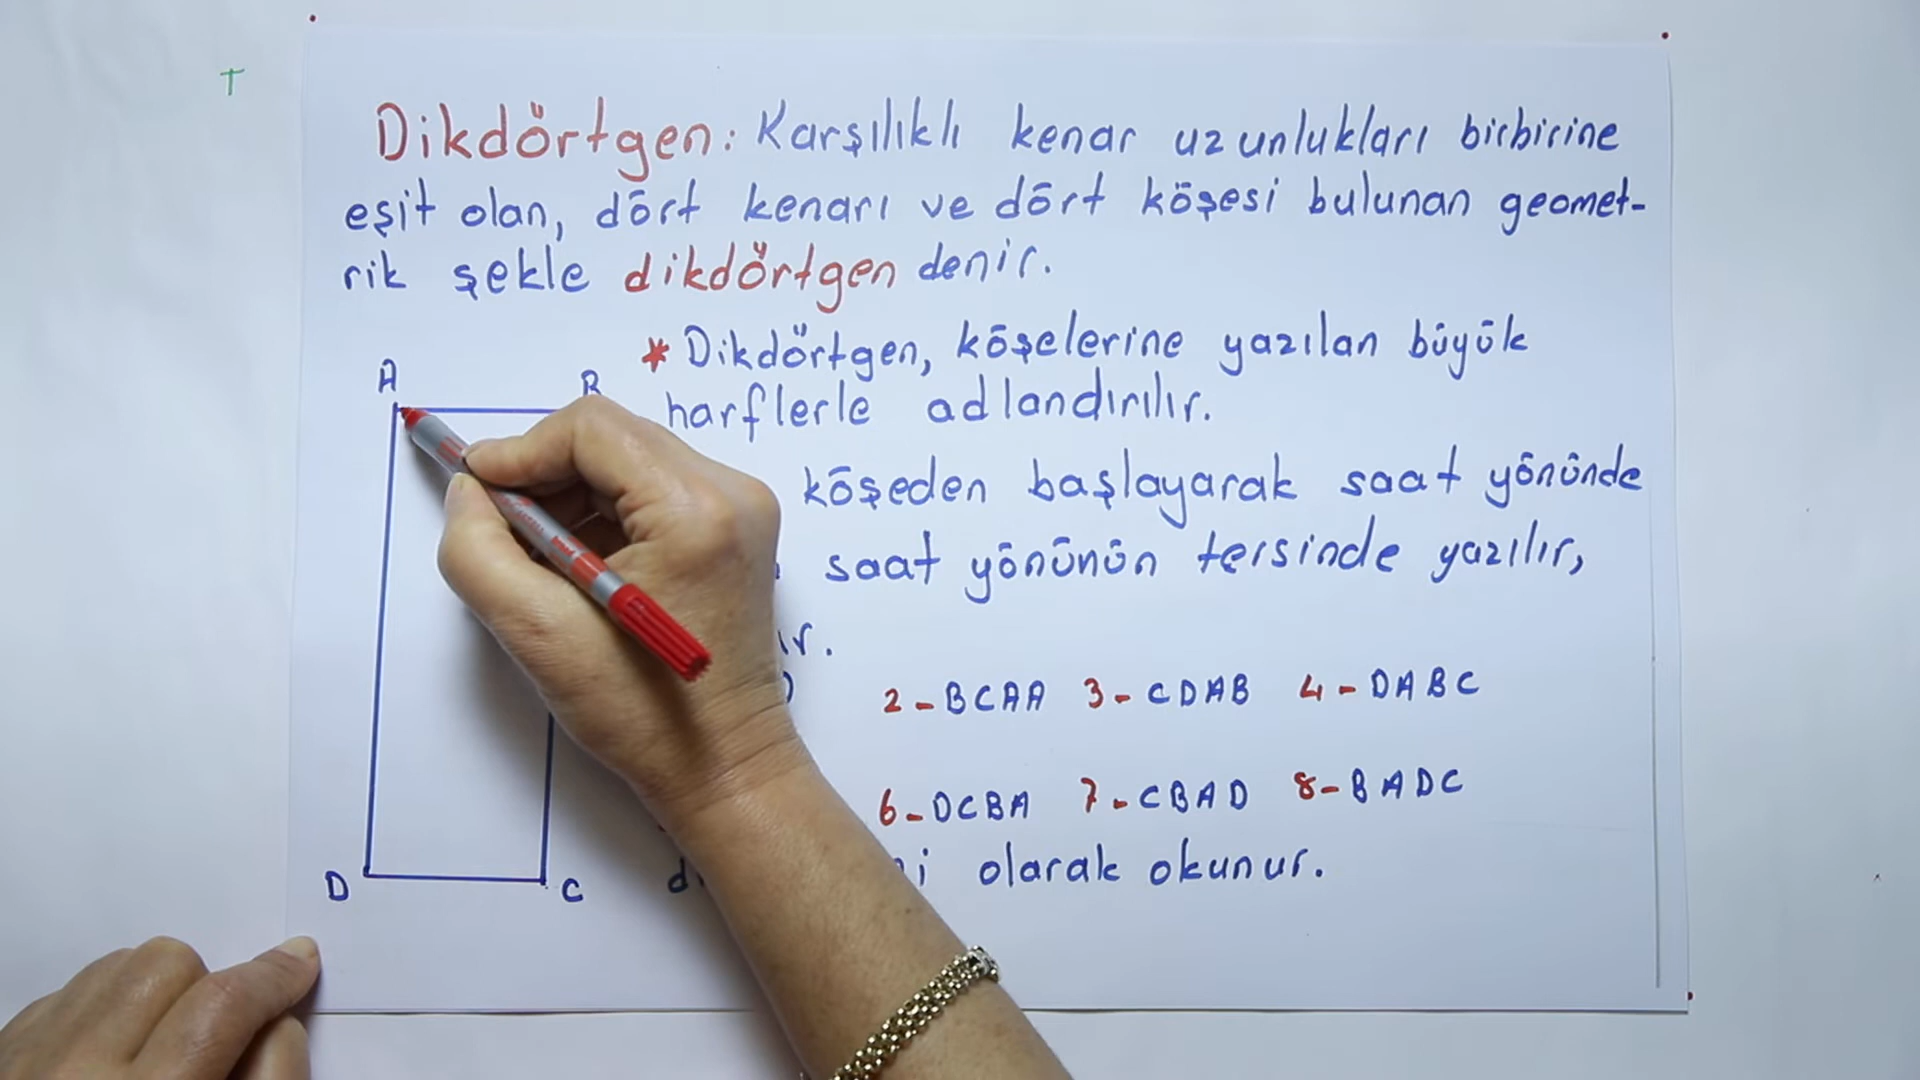 T
Dikdörtgen: Karşılıklı kenar uzunlukları birbirine
eşit olan, dört kenarı ve dört köşesi bulunan geomet-
rik şekle dikdörtgen denir.
* Dikdörtgen, köşelerine yazılan büyük
harflerle adlandırılır.
köşeden başlayarak saat yönünde
saat yönünün tersinde yazılır,
2-BCAA 3-CDAB 4-DABC
6-DCBA 7-CBAD 8-BADC
olarak okunur.
A
D C